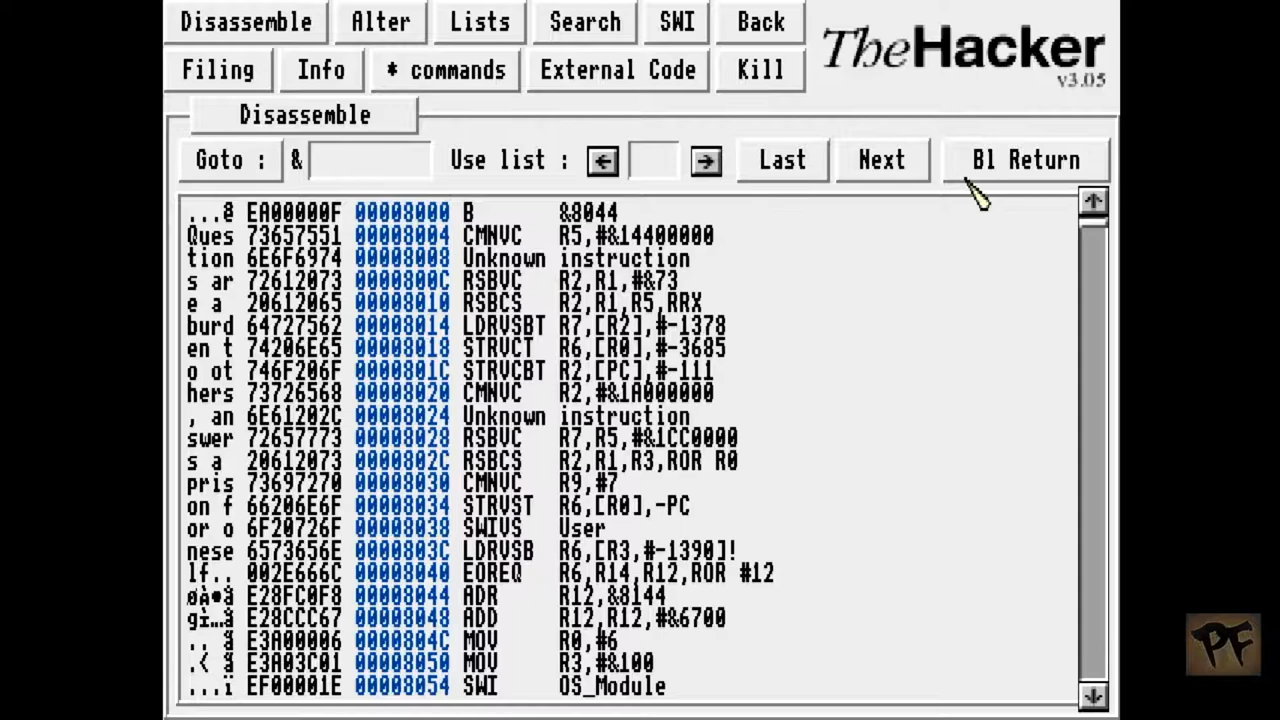 Disassemble Alter Lists Search SWI Back
TheHacker
v3.05
Filing Info * commands External Code Kill
Disassemble
Goto : & Use list : Last Next Bl Return
...ê EA00000F 00008000 B &8044
Ques 73657551 00008004 CMNVC R5,#&14400000
tion 6E6F6974 00008008 Unknown instruction
s ar 72612073 0000800C RSBVC R2,R1,#&73
e a 20612065 00008010 RSBCS R2,R1,R5,RRX
burd 64727562 00008014 LDRVSBT R7,[R2],#-1378
en t 74206E65 00008018 STRVCT R6,[R0],#-3685
o ot 746F206F 0000801C STRVCBT R2,[PC],#-111
hers 73726568 00008020 CMNVC R2,#&1A000000
, an 6E61202C 00008024 Unknown instruction
swer 72657773 00008028 RSBVC R7,R5,#&1CC0000
s a 20612073 0000802C RSBCS R2,R1,R3,ROR R0
pris 73697270 00008030 CMNVC R9,#7
on f 66206E6F 00008034 STRVST R6,[R0],-PC
or o 6F20726F 00008038 SWIVS User
nese 6573656E 0000803C LDRVSB R6,[R3,#-1390]!
lf.. 002E666C 00008040 EOREQ R6,R14,R12,ROR #12
E28FC0F8 00008044 ADR R12,&8144
E28CCC67 00008048 ADD R12,R12,#&6700
E3A00006 0000804C MOV R0,#6
E3A03C01 00008050 MOV R3,#&100
...ï EF00001E 00008054 SWI OS_Module
PF